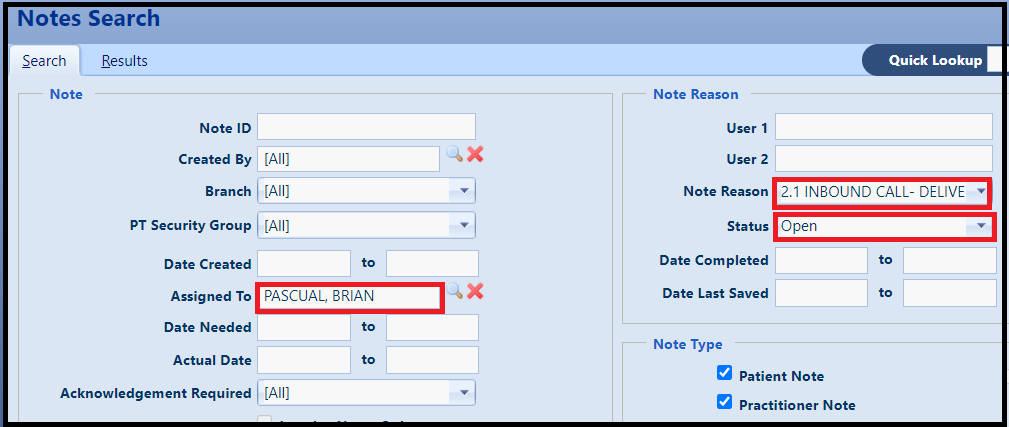 Notes Search
Search Results Quick Lookup
Note
Note ID
Created By [All]
Branch [All]
PT Security Group [All]
Date Created to
Assigned To PASCUAL, BRIAN
Date Needed to
Actual Date to
Acknowledgement Required [All]
Note Reason
User 1
User 2
Note Reason 2.1 INBOUND CALL- DELIVE
Status Open
Date Completed to
Date Last Saved to
Note Type
Patient Note
Practitioner Note